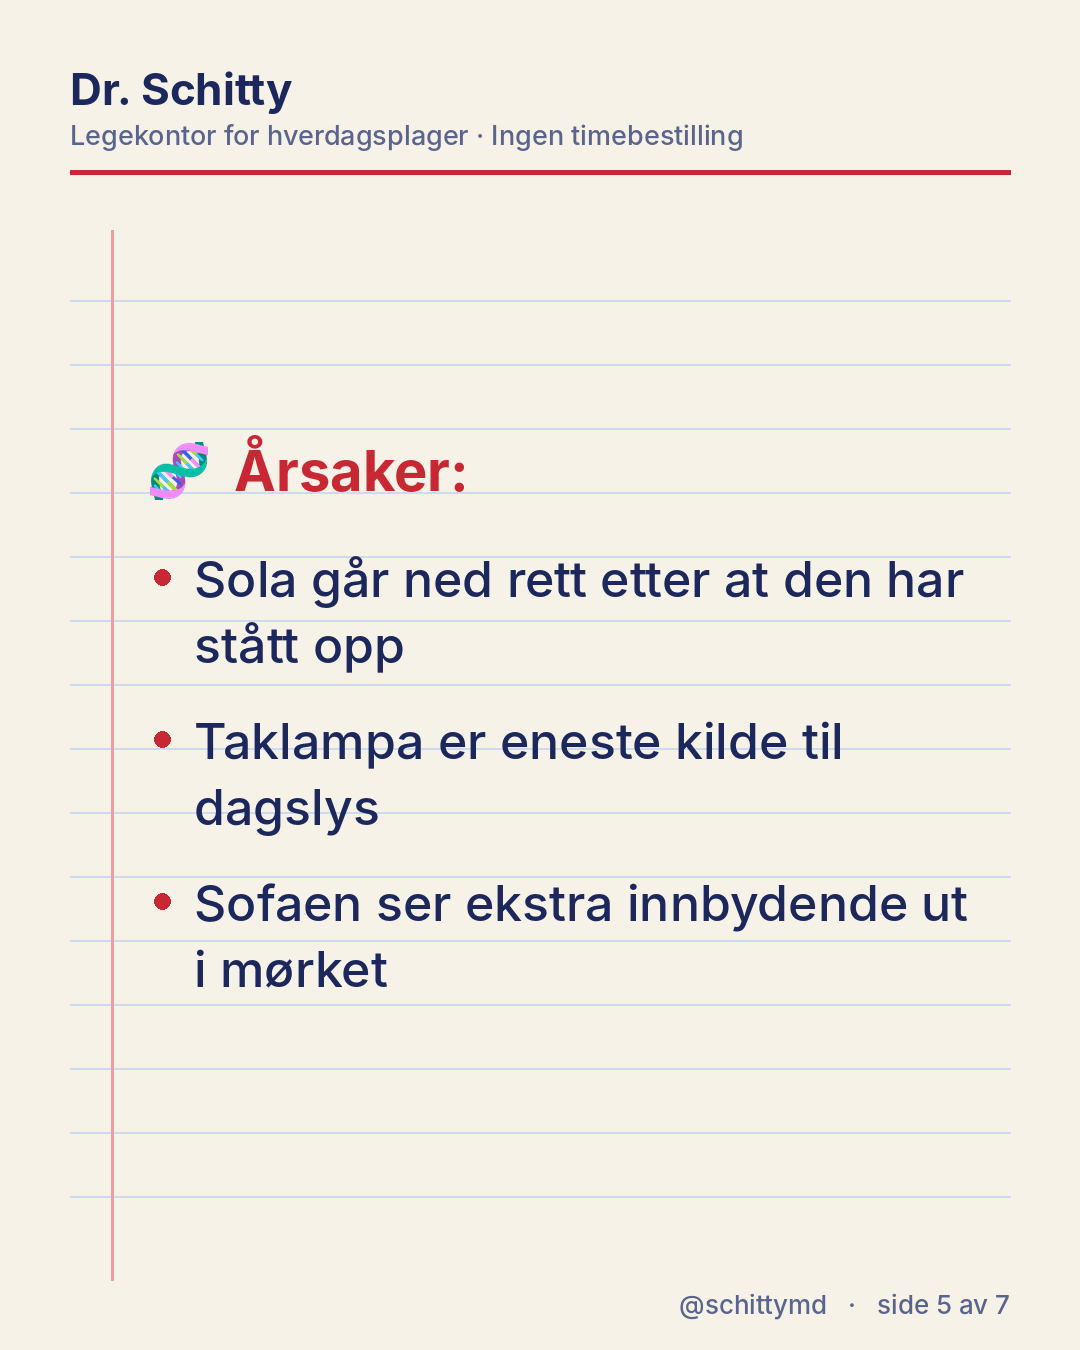 Dr. Schitty
Legekontor for hverdagsplager · Ingen timebestilling
🧬 Årsaker:
• Sola går ned rett etter at den har
stått opp
• Taklampa er eneste kilde til
dagslys
• Sofaen ser ekstra innbydende ut
i mørket
@schittymd · side 5 av 7